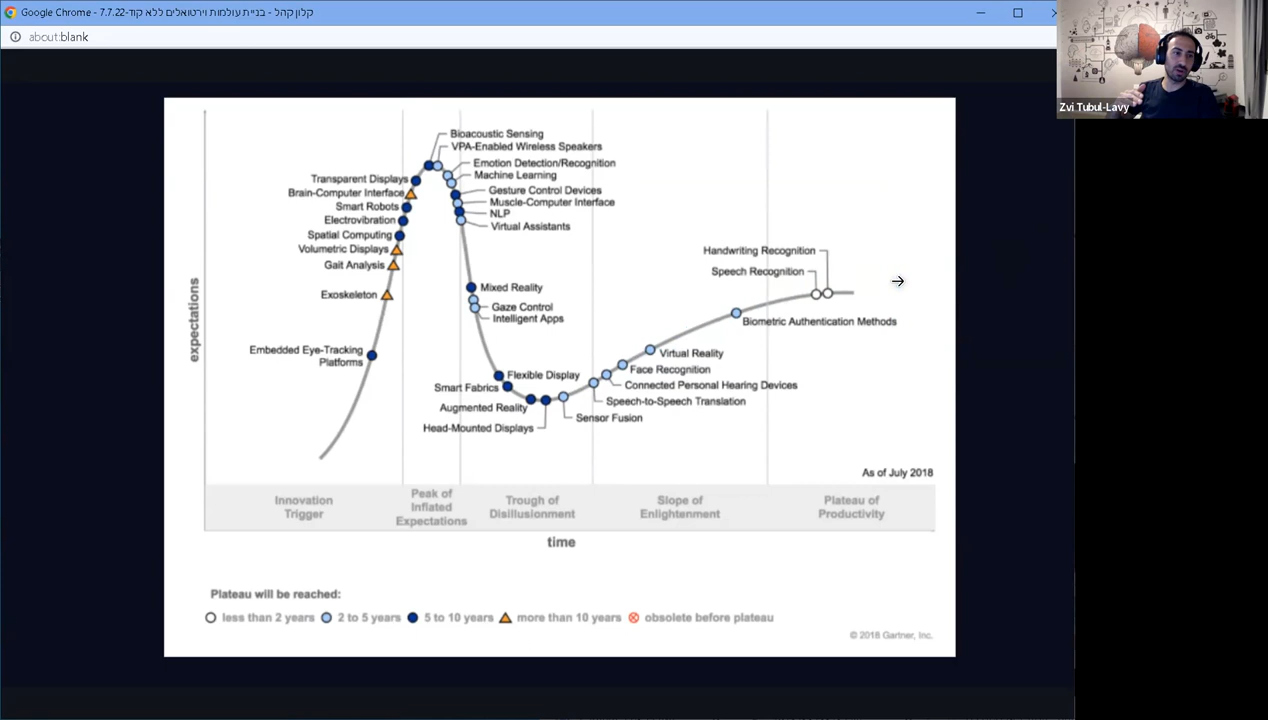 קלון קהל - בניית עולמות וירטואלים ללא קוד-7.7.22 - Google Chrome
about:blank
Zvi Tubul-Lavy
expectations
Bioacoustic Sensing
VPA-Enabled Wireless Speakers
Emotion Detection/Recognition
Machine Learning
Gesture Control Devices
Muscle-Computer Interface
NLP
Virtual Assistants
Transparent Displays
Brain-Computer Interface
Smart Robots
Electrovibration
Spatial Computing
Volumetric Displays
Gait Analysis
Exoskeleton
Embedded Eye-Tracking
Platforms
Mixed Reality
Gaze Control
Intelligent Apps
Flexible Display
Smart Fabrics
Augmented Reality
Head-Mounted Displays
Sensor Fusion
Speech-to-Speech Translation
Connected Personal Hearing Devices
Face Recognition
Virtual Reality
Biometric Authentication Methods
Handwriting Recognition
Speech Recognition
As of July 2018
Innovation
Trigger
Peak of
Inflated
Expectations
Trough of
Disillusionment
Slope of
Enlightenment
Plateau of
Productivity
time
Plateau will be reached:
less than 2 years
2 to 5 years
5 to 10 years
more than 10 years
obsolete before plateau
© 2018 Gartner, Inc.